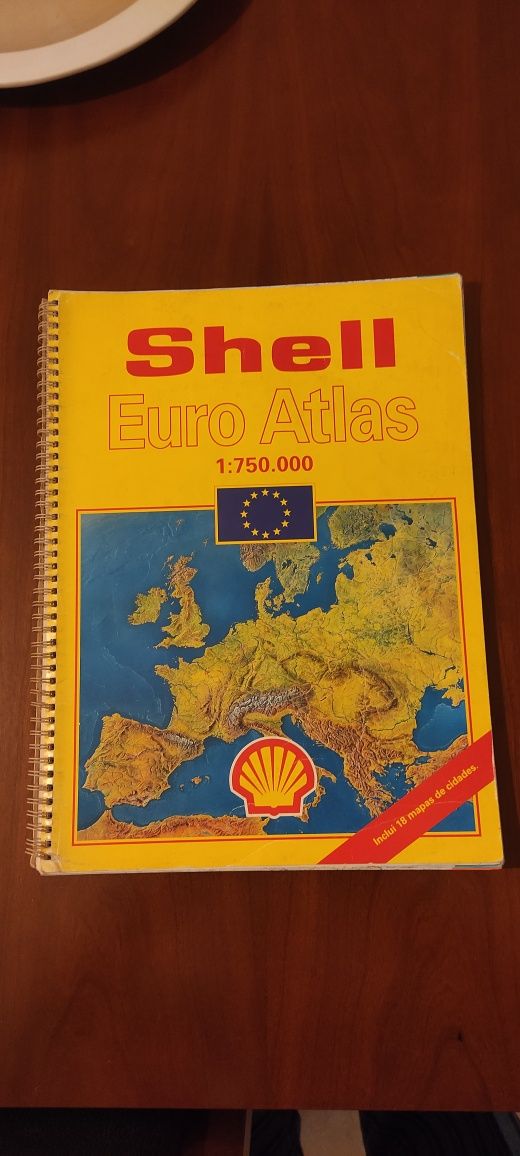 Shell
Euro Atlas
1:750.000
Inclui 18 mapas de cidades.